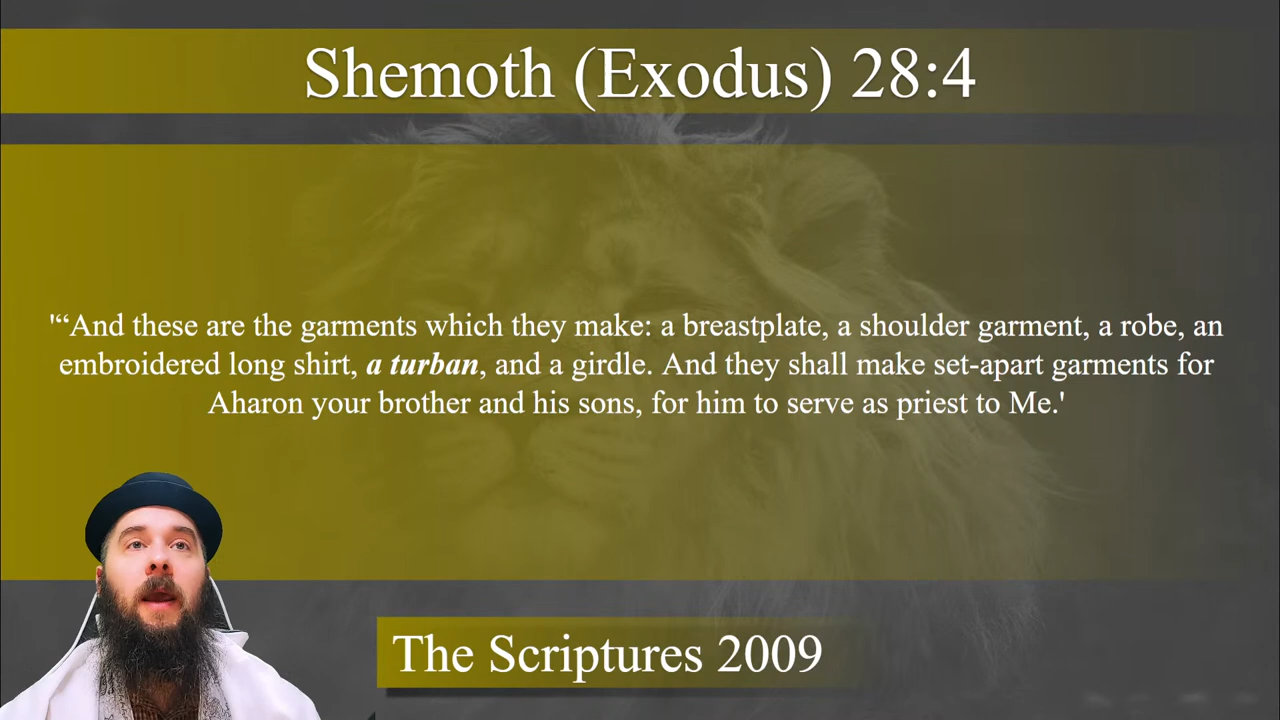 Shemoth (Exodus) 28:4
'“And these are the garments which they make: a breastplate, a shoulder garment, a robe, an
embroidered long shirt, a turban, and a girdle. And they shall make set-apart garments for
Aharon your brother and his sons, for him to serve as priest to Me.'
The Scriptures 2009